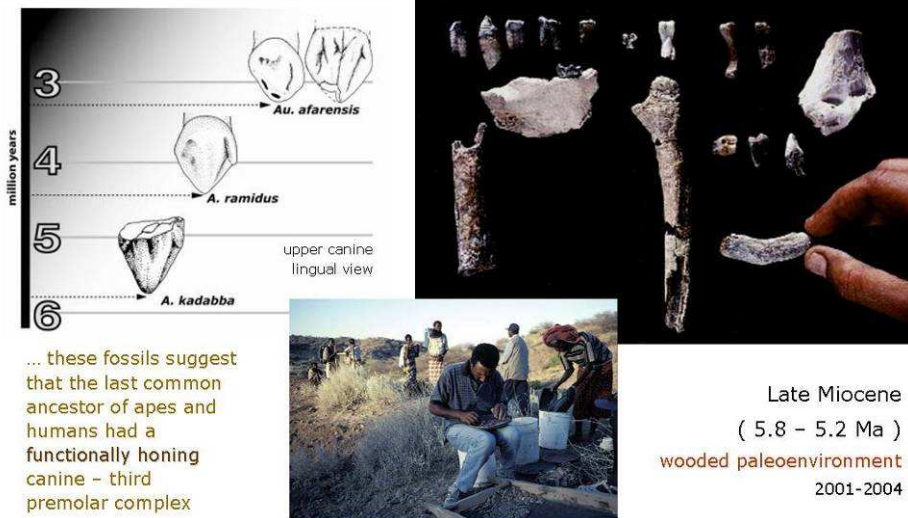 million years
3
Au. afarensis
4
A. ramidus
5
upper canine
lingual view
A. kadabba
6
... these fossils suggest
that the last common
ancestor of apes and
humans had a
functionally honing
canine – third
premolar complex
Late Miocene
( 5.8 – 5.2 Ma )
wooded paleoenvironment
2001-2004